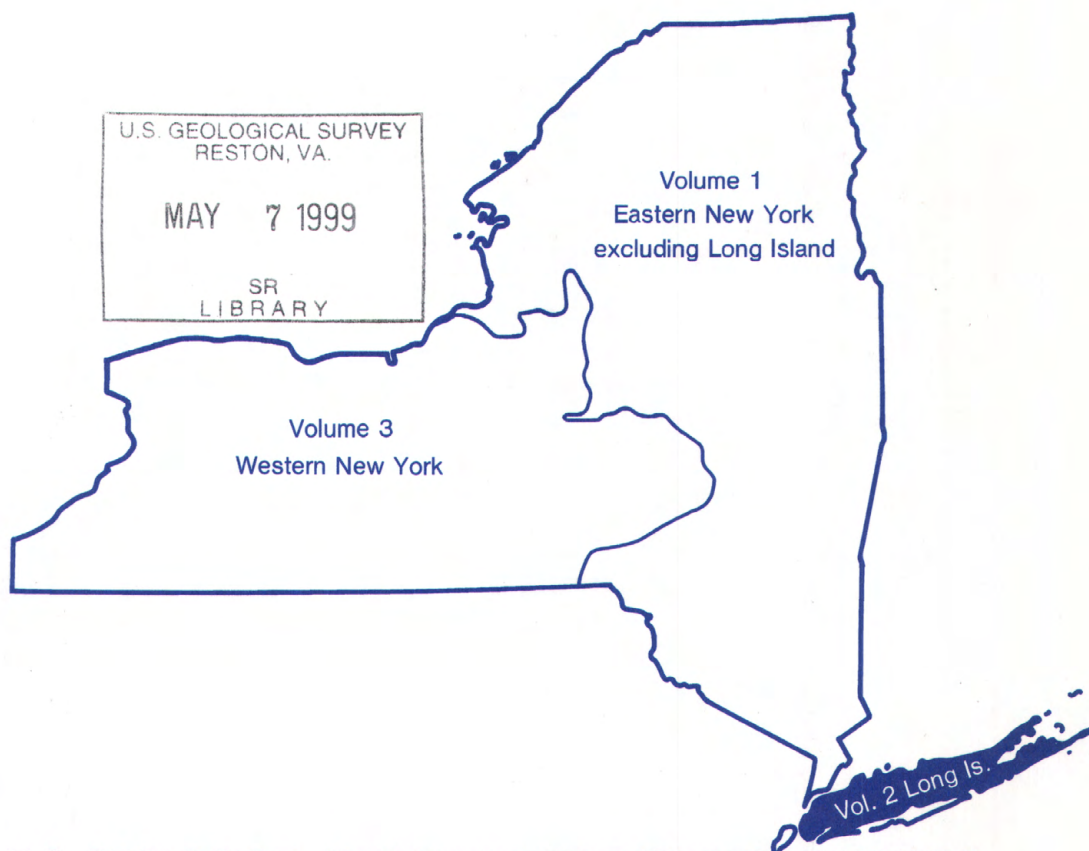 U.S. GEOLOGICAL SURVEY
RESTON, VA.
MAY 7 1999
SR
LIBRARY
Volume 1
Eastern New York
excluding Long Island
Volume 3
Western New York
Vol. 2 Long Is.